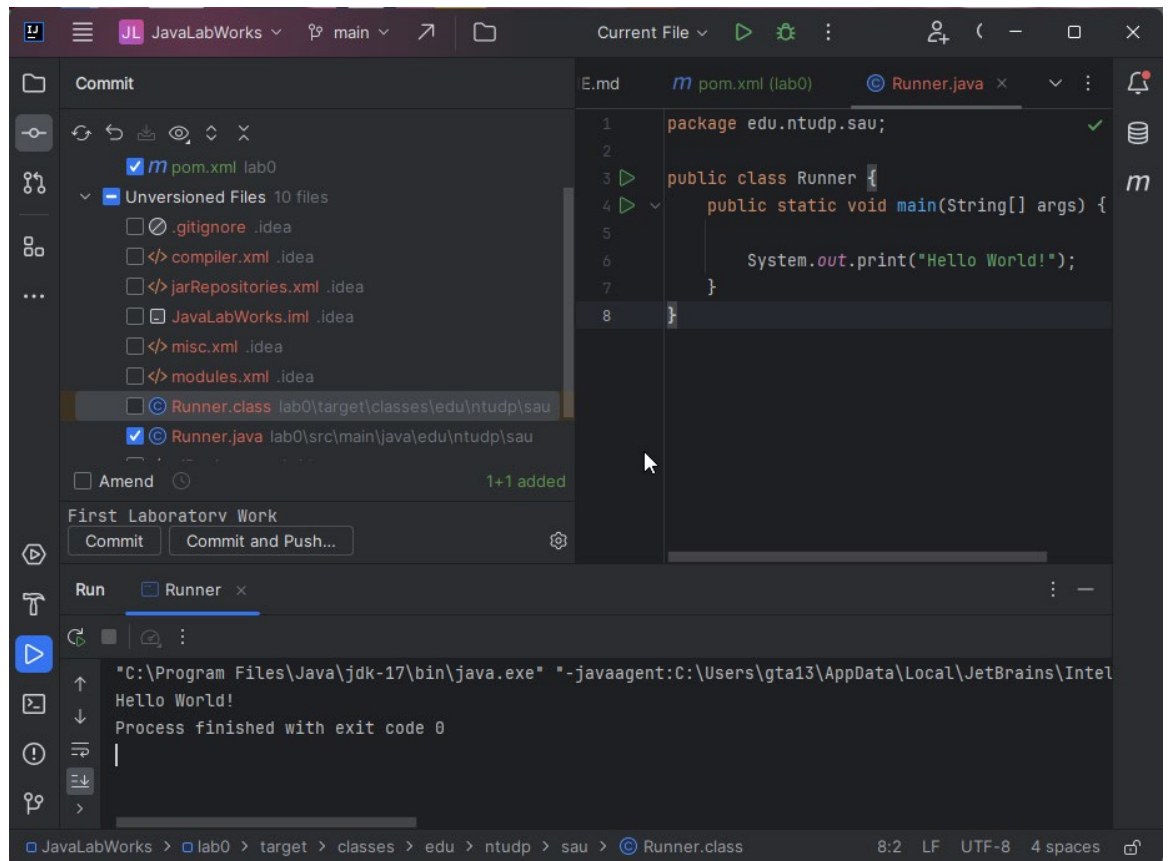 JL JavaLabWorks main Current File
Commit
E.md
m pom.xml (lab0)
Runner.java
m pom.xml lab0
Unversioned Files 10 files
.gitignore .idea
compiler.xml .idea
jarRepositories.xml .idea
JavaLabWorks.iml .idea
misc.xml .idea
modules.xml .idea
Runner.class lab0\target\classes\edu\ntudp\sau
Runner.java lab0\src\main\java\edu\ntudp\sau
Amend 1+1 added
First Laboratory Work
Commit Commit and Push...
1 package edu.ntudp.sau;
2
3 public class Runner {
4 public static void main(String[] args) {
5
6 System.out.print("Hello World!");
7 }
8 }
m
Run Runner
"C:\Program Files\Java\jdk-17\bin\java.exe" "-javaagent:C:\Users\gta13\AppData\Local\JetBrains\Intel
Hello World!
Process finished with exit code 0
JavaLabWorks > lab0 > target > classes > edu > ntudp > sau > Runner.class 8:2 LF UTF-8 4 spaces